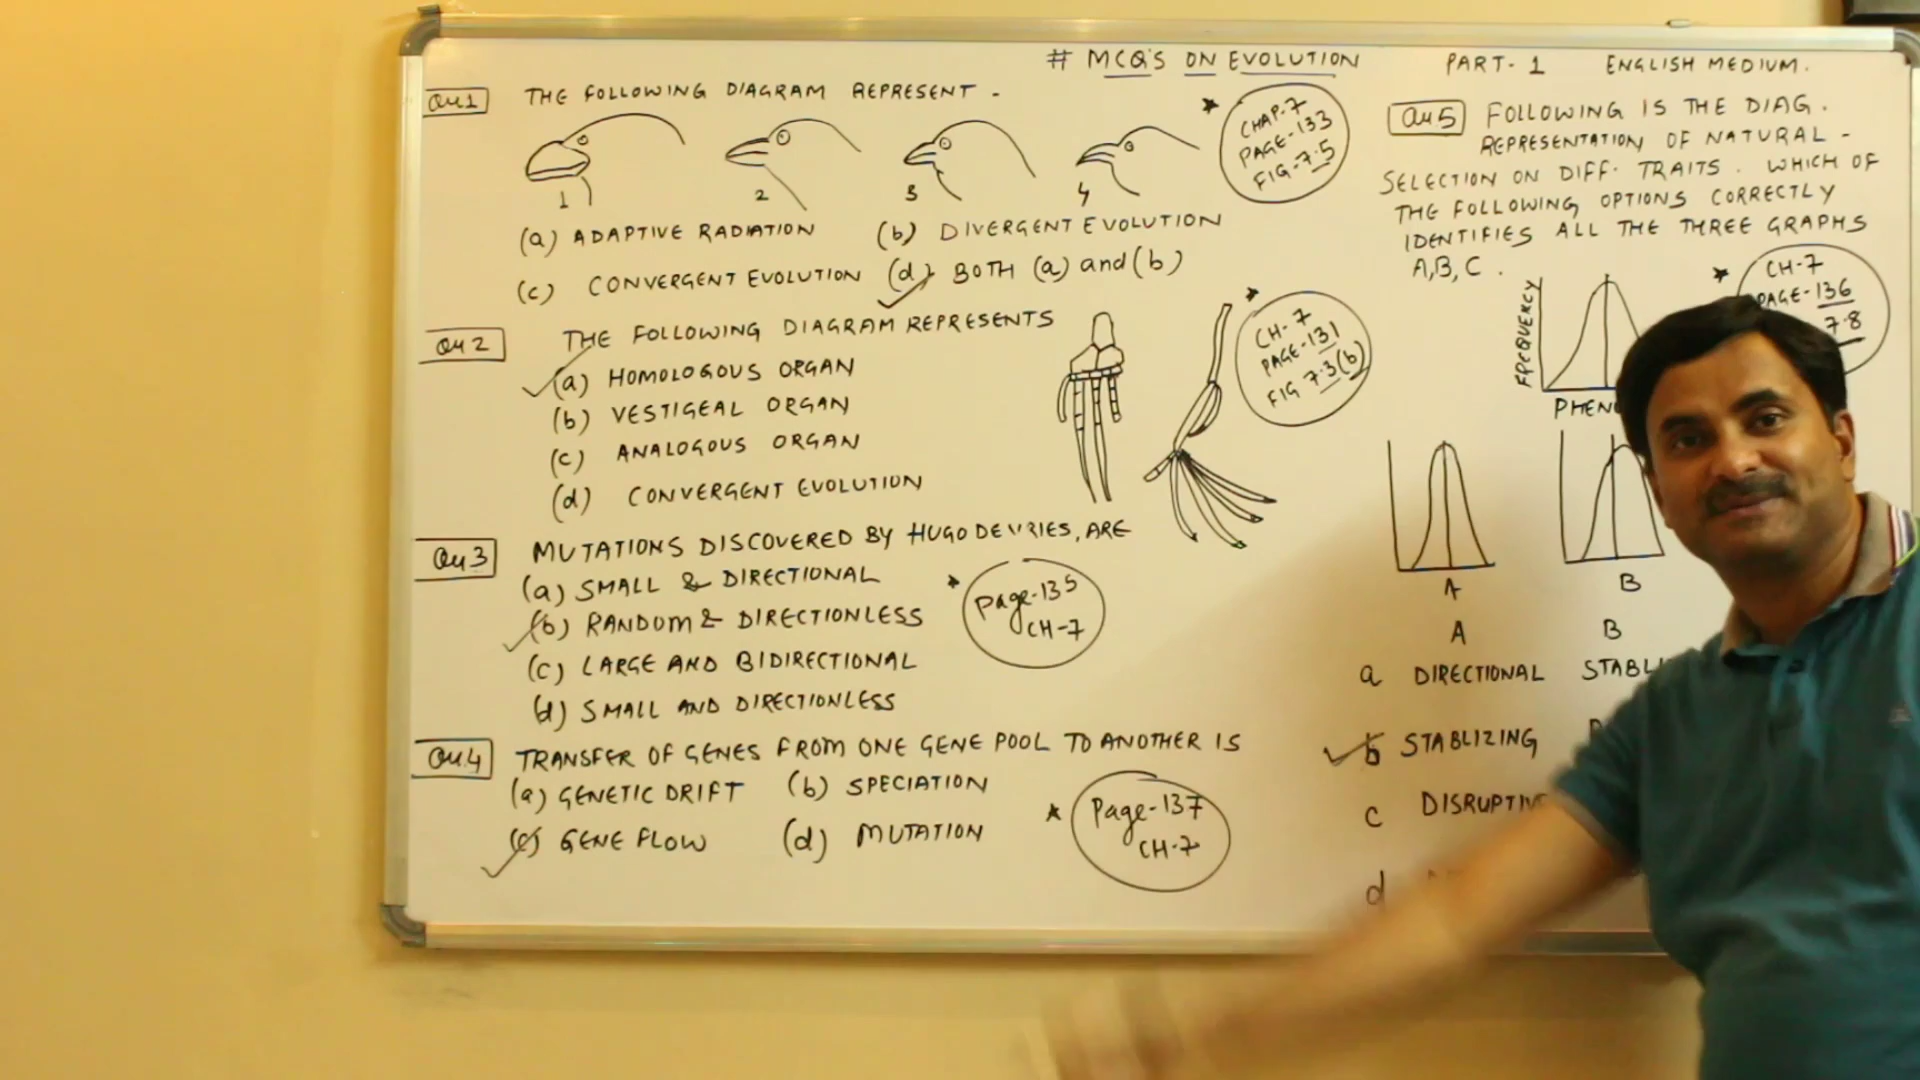 # MCQ'S ON EVOLUTION PART-1 ENGLISH MEDIUM.
Qu1 THE FOLLOWING DIAGRAM REPRESENT -
1 2 3 4
CHAP-7
PAGE-133
FIG-7.5
(a) ADAPTIVE RADIATION (b) DIVERGENT EVOLUTION
(c) CONVERGENT EVOLUTION (d) BOTH (a) and (b)
Qu2 THE FOLLOWING DIAGRAM REPRESENTS
(a) HOMOLOGOUS ORGAN
(b) VESTIGEAL ORGAN
(c) ANALOGOUS ORGAN
(d) CONVERGENT EVOLUTION
CH-7
PAGE-131
FIG 7.3(b)
Qu3 MUTATIONS DISCOVERED BY HUGO DEVRIES, ARE
(a) SMALL & DIRECTIONAL
(b) RANDOM & DIRECTIONLESS
(c) LARGE AND BIDIRECTIONAL
(d) SMALL AND DIRECTIONLESS
Page-135
CH-7
Qu4 TRANSFER OF GENES FROM ONE GENE POOL TO ANOTHER IS
(a) GENETIC DRIFT (b) SPECIATION
(c) GENE FLOW (d) MUTATION
Page-137
CH-7
Qu5 FOLLOWING IS THE DIAG.
REPRESENTATION OF NATURAL -
SELECTION ON DIFF. TRAITS. WHICH OF
THE FOLLOWING OPTIONS CORRECTLY
IDENTIFIES ALL THE THREE GRAPHS
A,B,C.
CH-7
PAGE-136
7.8
FREQUENCY
PHEN
A B
A B
a DIRECTIONAL STABL
b STABLIZING
c DISRUPTIVE
d